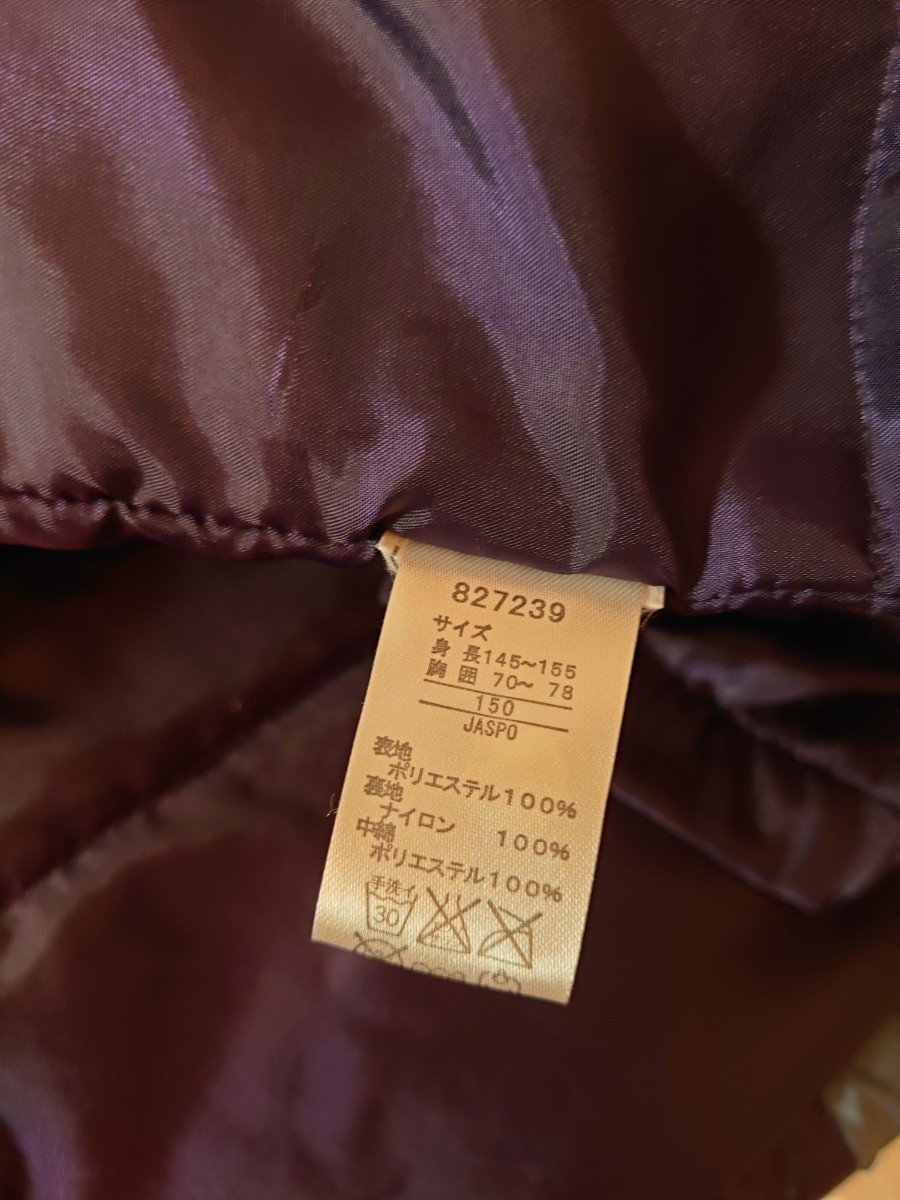 827239
サイズ
身 長145~155
胸 囲 70~ 78
150
JASPO
表地
ポリエステル100%
裏地
ナイロン 100%
中綿
ポリエステル100%
手洗イ
30